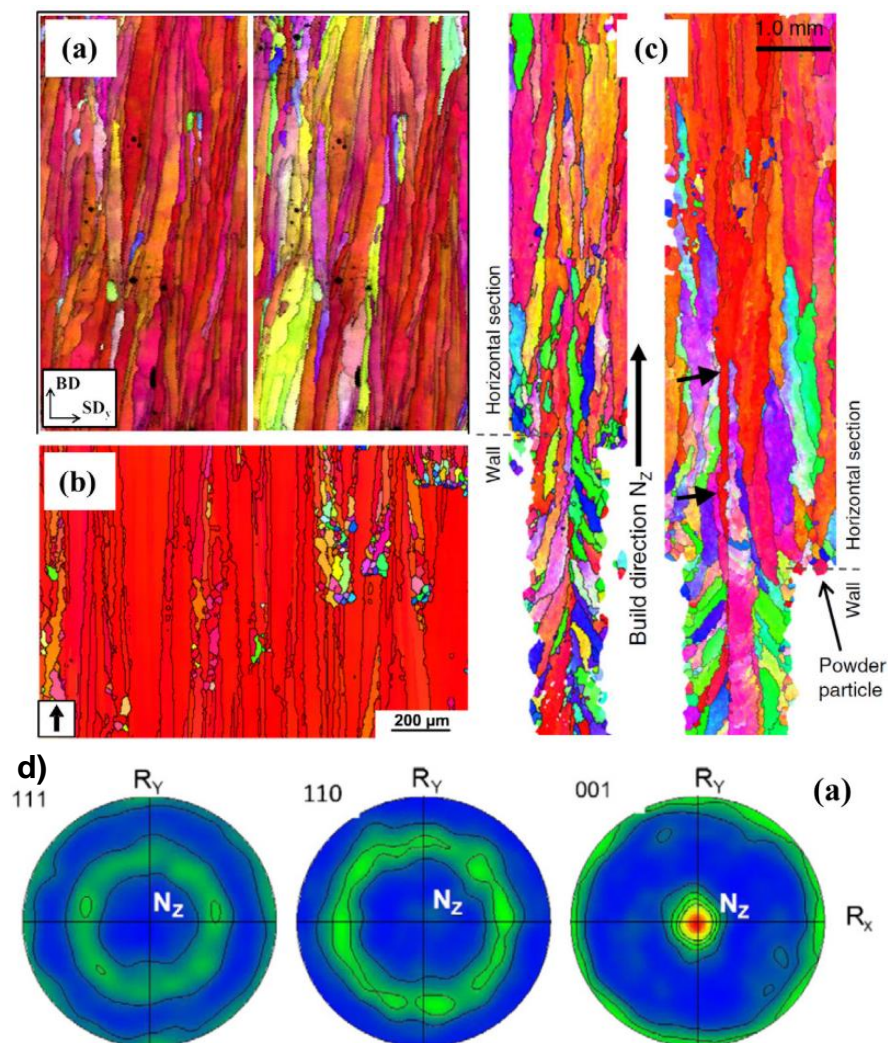 (a)
BD
SDy
(b)
200 µm
(c)
1.0 mm
Horizontal section
Wall
Build direction NZ
Horizontal section
Wall
Powder
particle
d)
111
RY
NZ
110
RY
NZ
001
RY
(a)
NZ
RX